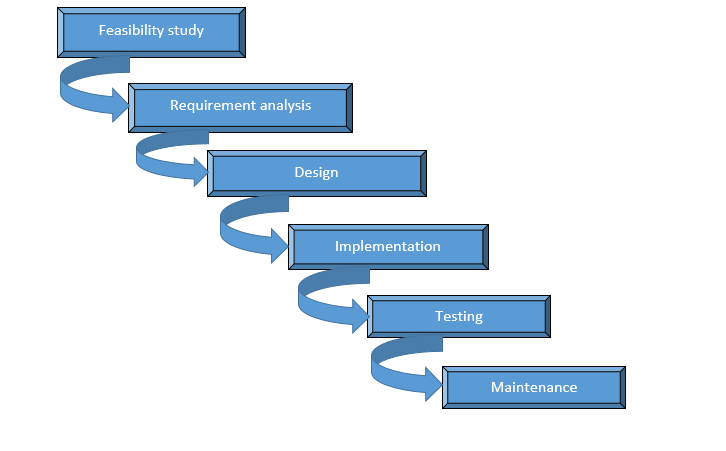 Feasibility study
Requirement analysis
Design
Implementation
Testing
Maintenance